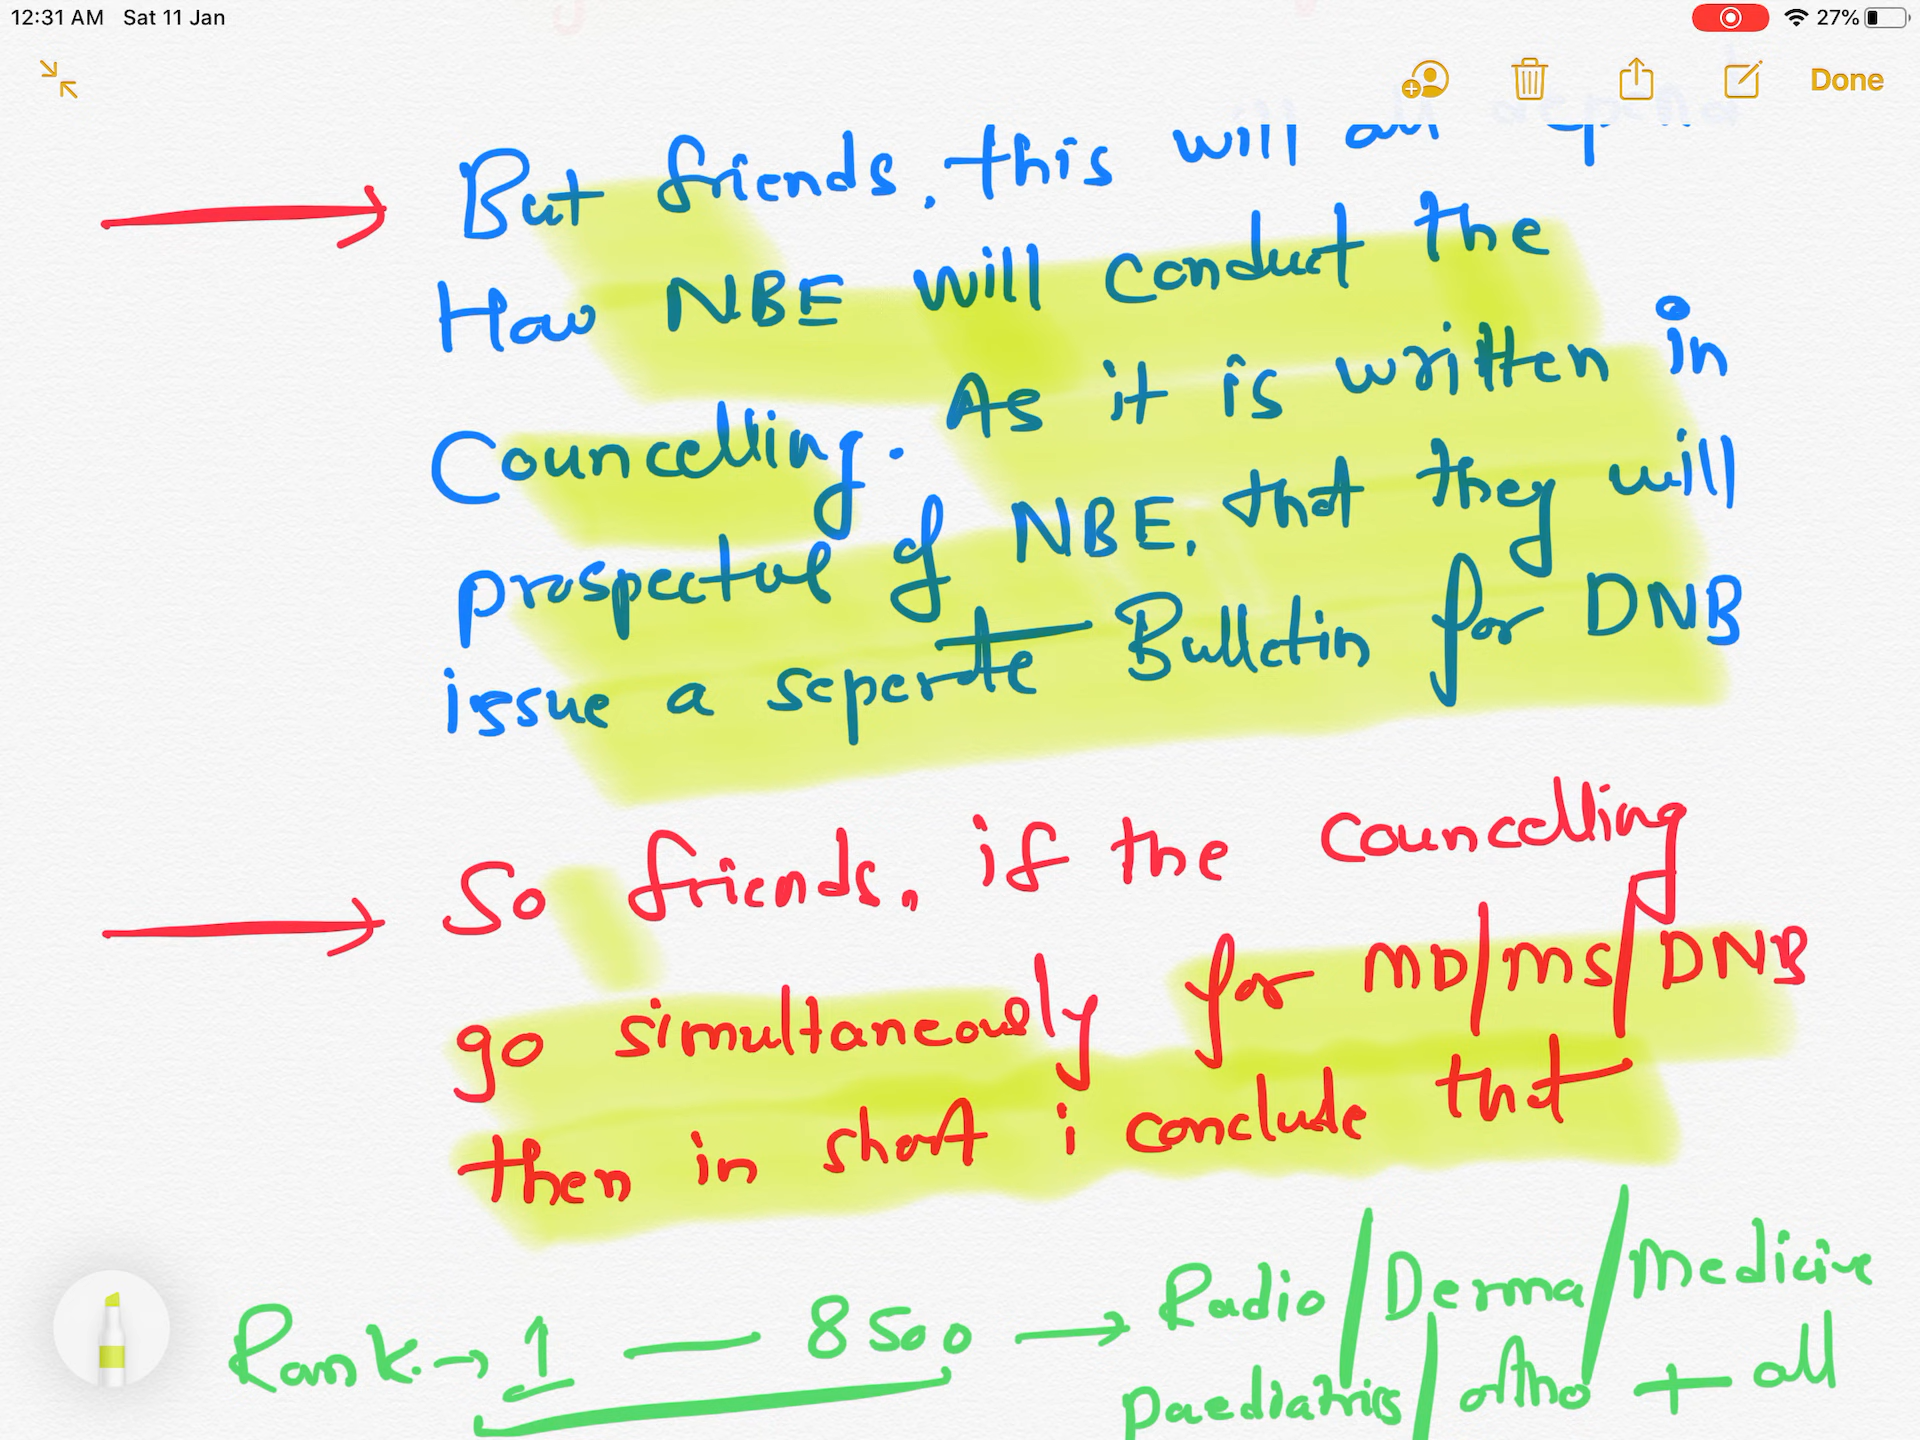 12:31 AM Sat 11 Jan
27%
Done
But friends, this will
How NBE will conduct the
Councelling. As it is written in
prospectus of NBE, that they will
issue a seperate Bulletin for DNB
So friends, if the councelling
go simultaneously for MD/MS/DNB
then in short i conclude that
Rank → 1 — 8500 → Radio/Derma/Medicine
paediatrics/ortho + all